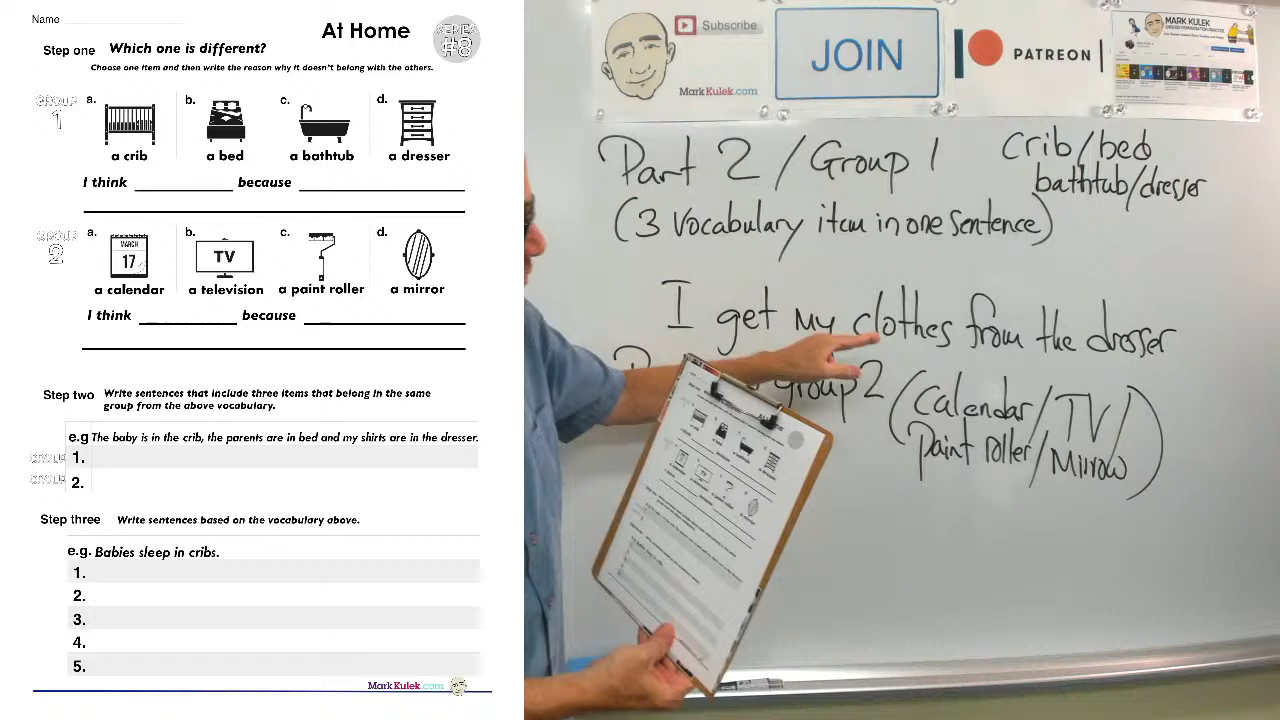 Name
At Home
SERIES #8
Step one Which one is different?
Choose one item and then write the reason why it doesn't belong with the others.
GROUP 1
a. b. c. d.
a crib a bed a bathtub a dresser
I think because
GROUP 2
a. b. c. d.
MARCH
17
TV
a calendar a television a paint roller a mirror
I think because
Step two Write sentences that include three items that belong in the same
group from the above vocabulary.
e.g The baby is in the crib, the parents are in bed and my shirts are in the dresser.
GROUP 1.
GROUP 2.
Step three Write sentences based on the vocabulary above.
e.g. Babies sleep in cribs.
1.
2.
3.
4.
5.
MarkKulek.com
Subscribe
MarkKulek.com
JOIN
PATREON
MARK KULEK
Part 2 / Group 1
crib/bed
bathtub/dresser
(3 vocabulary item in one sentence)
I get my clothes from the dresser
group 2 (Calendar/TV/
paint roller/Mirrow)